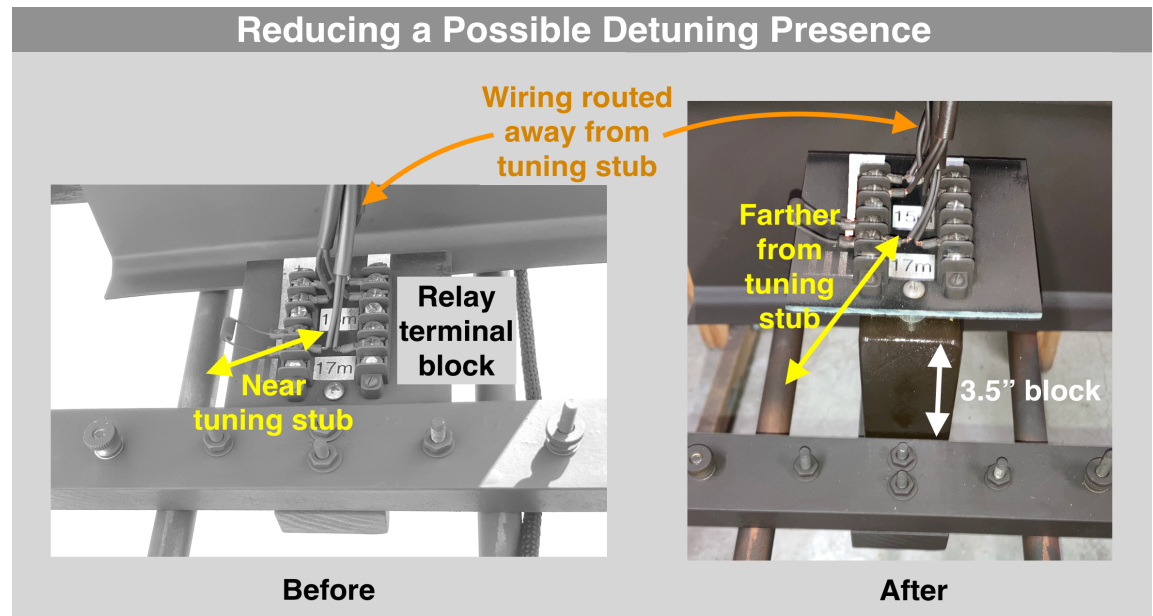 Reducing a Possible Detuning Presence
Wiring routed
away from
tuning stub
Relay
terminal
block
17m
Near
tuning stub
Before
Farther
from
tuning
stub
15
17m
3.5” block
After